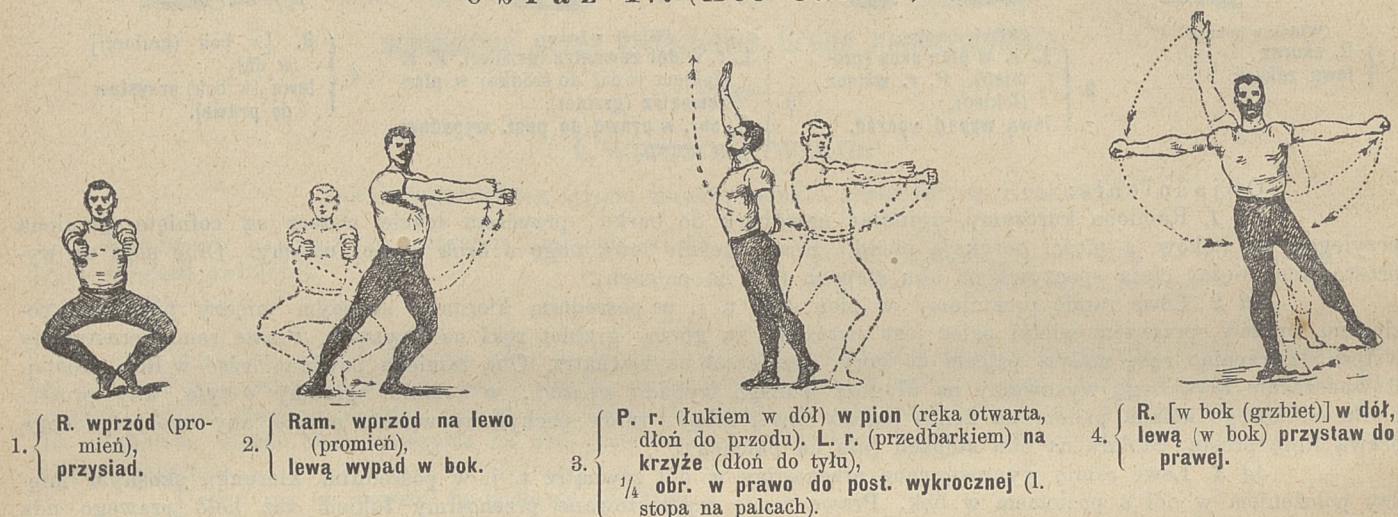 1. R. wprzód (pro-
mień),
przysiad.
2. Ram. wprzód na lewo
(promień),
lewą wypad w bok.
3. P. r. (łukiem w dół) w pion (ręka otwarta,
dłoń do przodu). L. r. (przedbarkiem) na
krzyże (dłoń do tyłu),
¼ obr. w prawo do post. wykrocznej (l.
stopa na palcach).
4. R. [w bok (grzbiet)] w dół,
lewą (w bok) przystaw do
prawej.